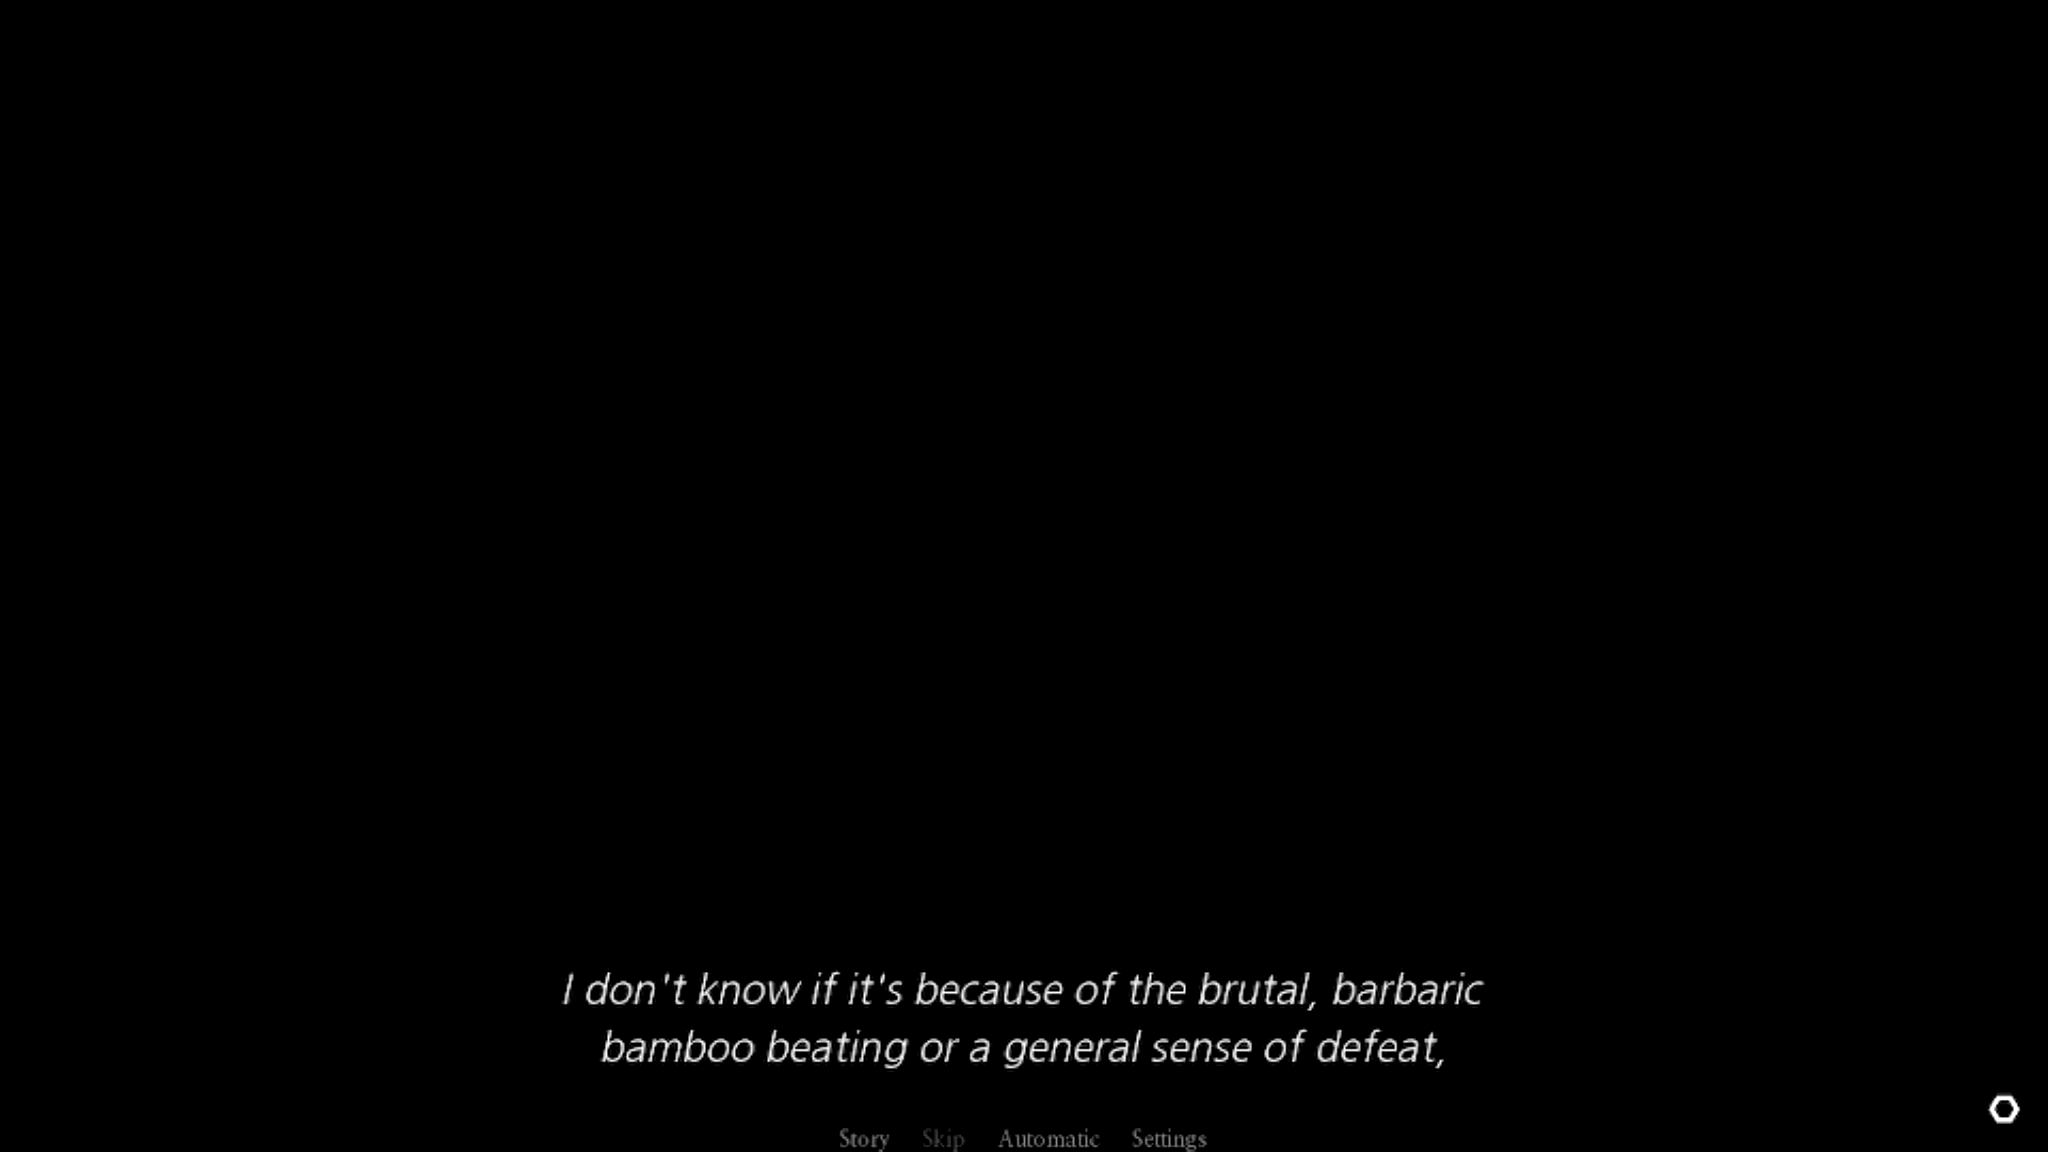 I don't know if it's because of the brutal, barbaric
bamboo beating or a general sense of defeat,
Story Skip Automatic Settings